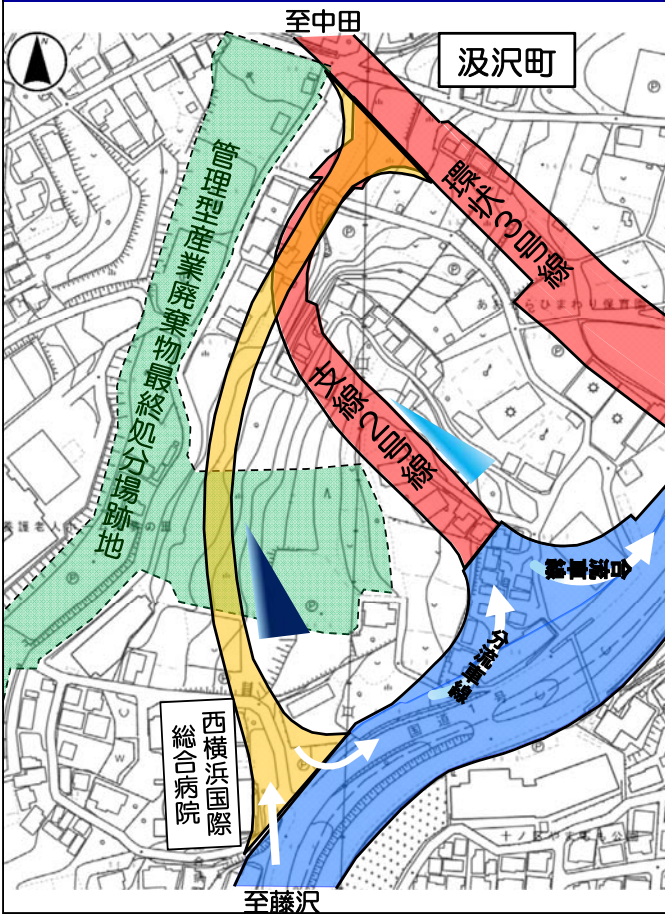 至中田
N
汲沢町
管理型産業廃棄物最終処分場跡地
環状3号線
支線2号線
合流車線
分流車線
国道1号
西横浜国際
総合病院
至藤沢